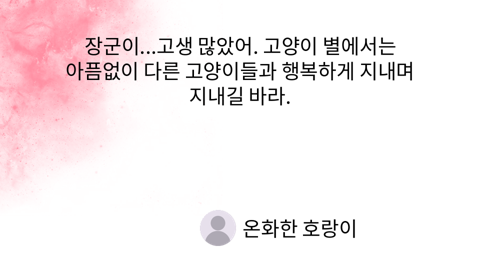 장군이...고생 많았어. 고양이 별에서는
아픔없이 다른 고양이들과 행복하게 지내며
지내길 바라.
온화한 호랑이